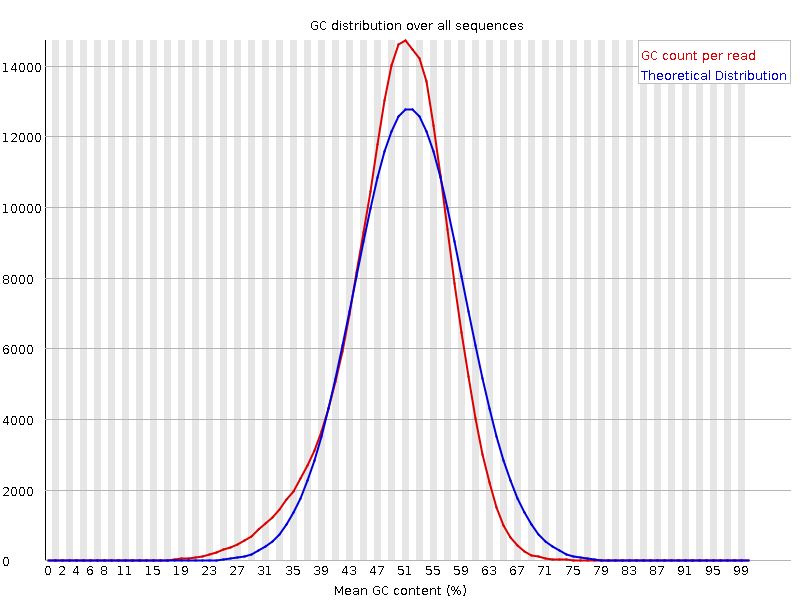 GC distribution over all sequences
GC count per read
Theoretical Distribution
14000
12000
10000
8000
6000
4000
2000
0
0 2 4 6 8 11 15 19 23 27 31 35 39 43 47 51 55 59 63 67 71 75 79 83 87 91 95 99
Mean GC content (%)